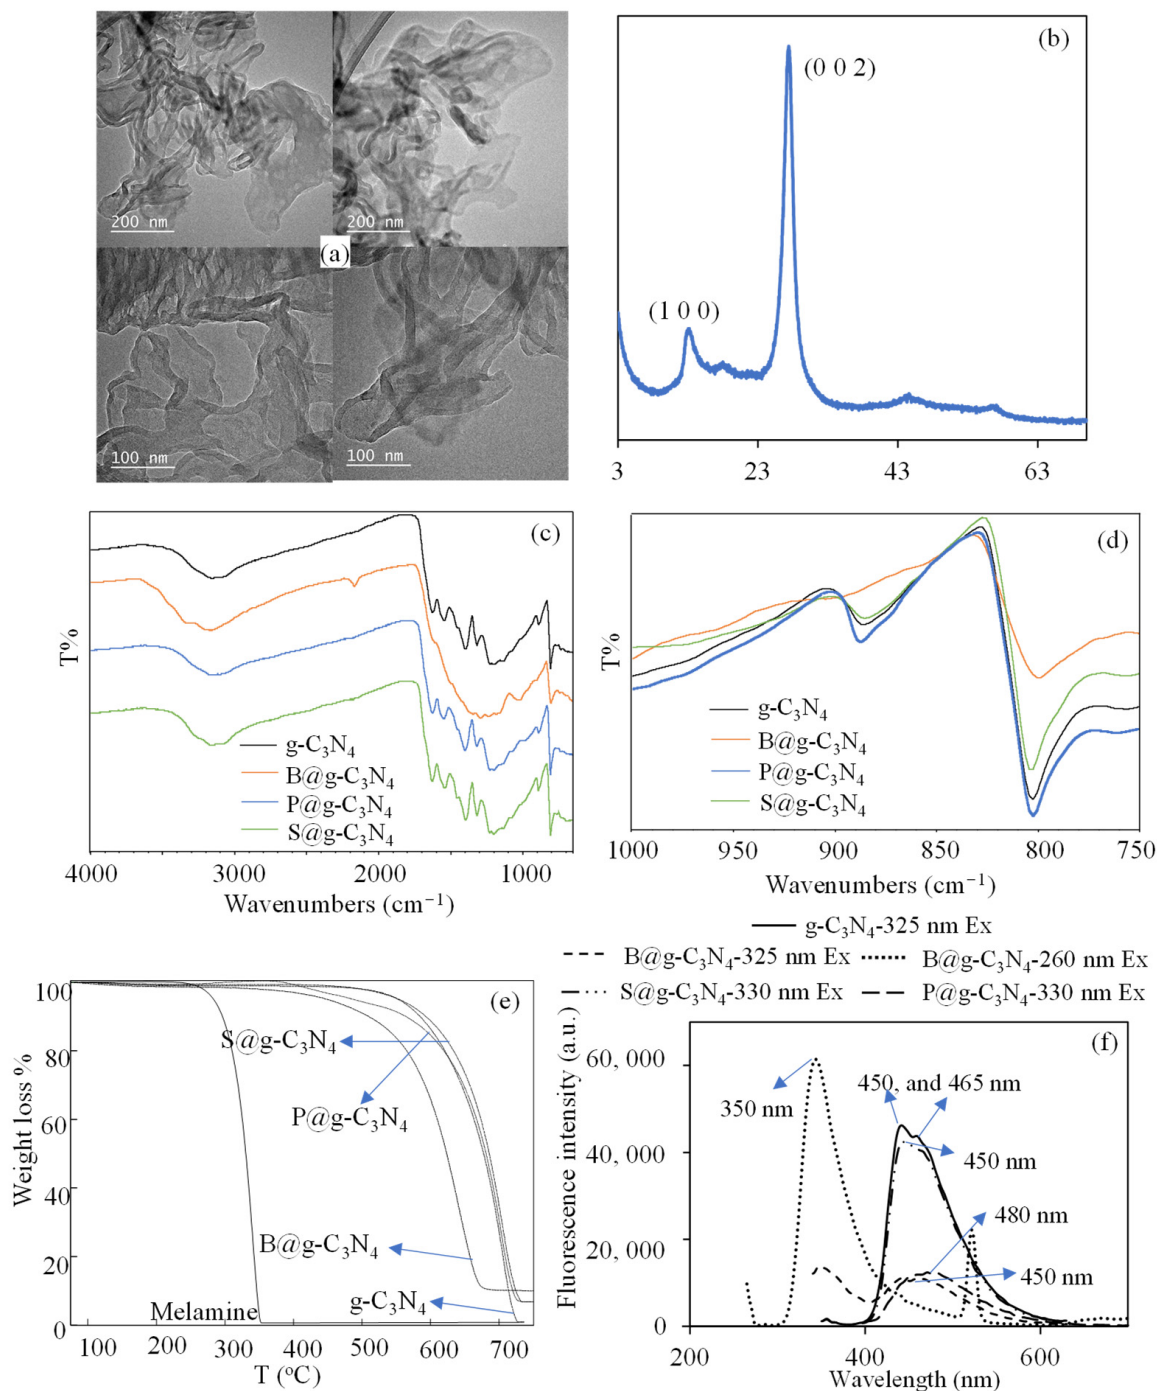 200 nm
200 nm
(a)
100 nm
100 nm
(b)
(0 0 2)
(1 0 0)
3 23 43 63
(c)
T%
g-C₃N₄
B@g-C₃N₄
P@g-C₃N₄
S@g-C₃N₄
4000 3000 2000 1000
Wavenumbers (cm⁻¹)
(d)
T%
g-C₃N₄
B@g-C₃N₄
P@g-C₃N₄
S@g-C₃N₄
1000 950 900 850 800 750
Wavenumbers (cm⁻¹)
(e)
Weight loss %
100
80
60
40
20
0
S@g-C₃N₄
P@g-C₃N₄
B@g-C₃N₄
g-C₃N₄
Melamine
100 200 300 400 500 600 700
T (°C)
g-C₃N₄-325 nm Ex
B@g-C₃N₄-325 nm Ex B@g-C₃N₄-260 nm Ex
S@g-C₃N₄-330 nm Ex P@g-C₃N₄-330 nm Ex
(f)
Fluorescence intensity (a.u.)
60, 000
40, 000
20, 000
0
350 nm
450, and 465 nm
450 nm
480 nm
450 nm
200 400 600
Wavelength (nm)